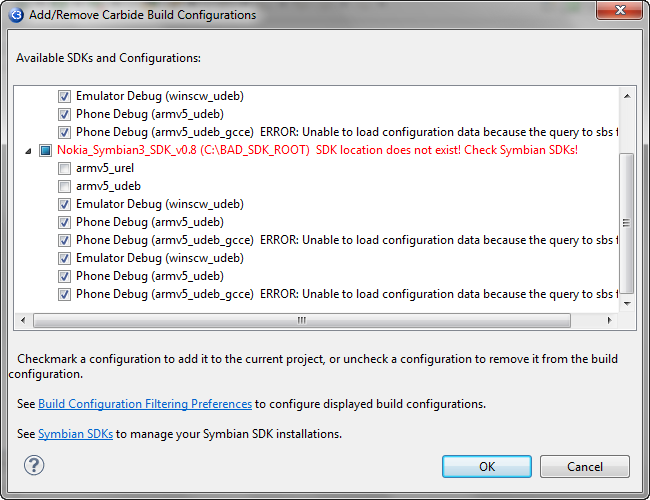 Add/Remove Carbide Build Configurations
Available SDKs and Configurations:
Emulator Debug (winscw_udeb)
Phone Debug (armv5_udeb)
Phone Debug (armv5_udeb_gcce) ERROR: Unable to load configuration data because the query to sbs f
Nokia_Symbian3_SDK_v0.8 (C:\BAD_SDK_ROOT) SDK location does not exist! Check Symbian SDKs!
armv5_urel
armv5_udeb
Emulator Debug (winscw_udeb)
Phone Debug (armv5_udeb)
Phone Debug (armv5_udeb_gcce) ERROR: Unable to load configuration data because the query to sbs f
Emulator Debug (winscw_udeb)
Phone Debug (armv5_udeb)
Phone Debug (armv5_udeb_gcce) ERROR: Unable to load configuration data because the query to sbs f
Checkmark a configuration to add it to the current project, or uncheck a configuration to remove it from the build
configuration.
See Build Configuration Filtering Preferences to configure displayed build configurations.
See Symbian SDKs to manage your Symbian SDK installations.
OK Cancel